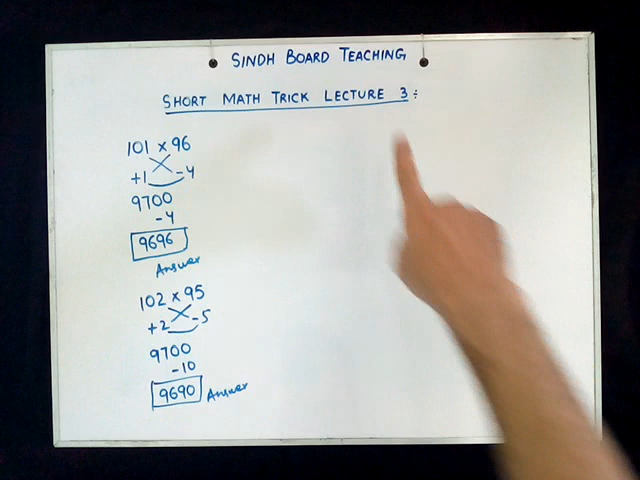 SINDH BOARD TEACHING
SHORT MATH TRICK LECTURE 3:
101 x 96
+1 -4
9700
-4
9696
Answer
102 x 95
+2 -5
9700
-10
9690 Answer